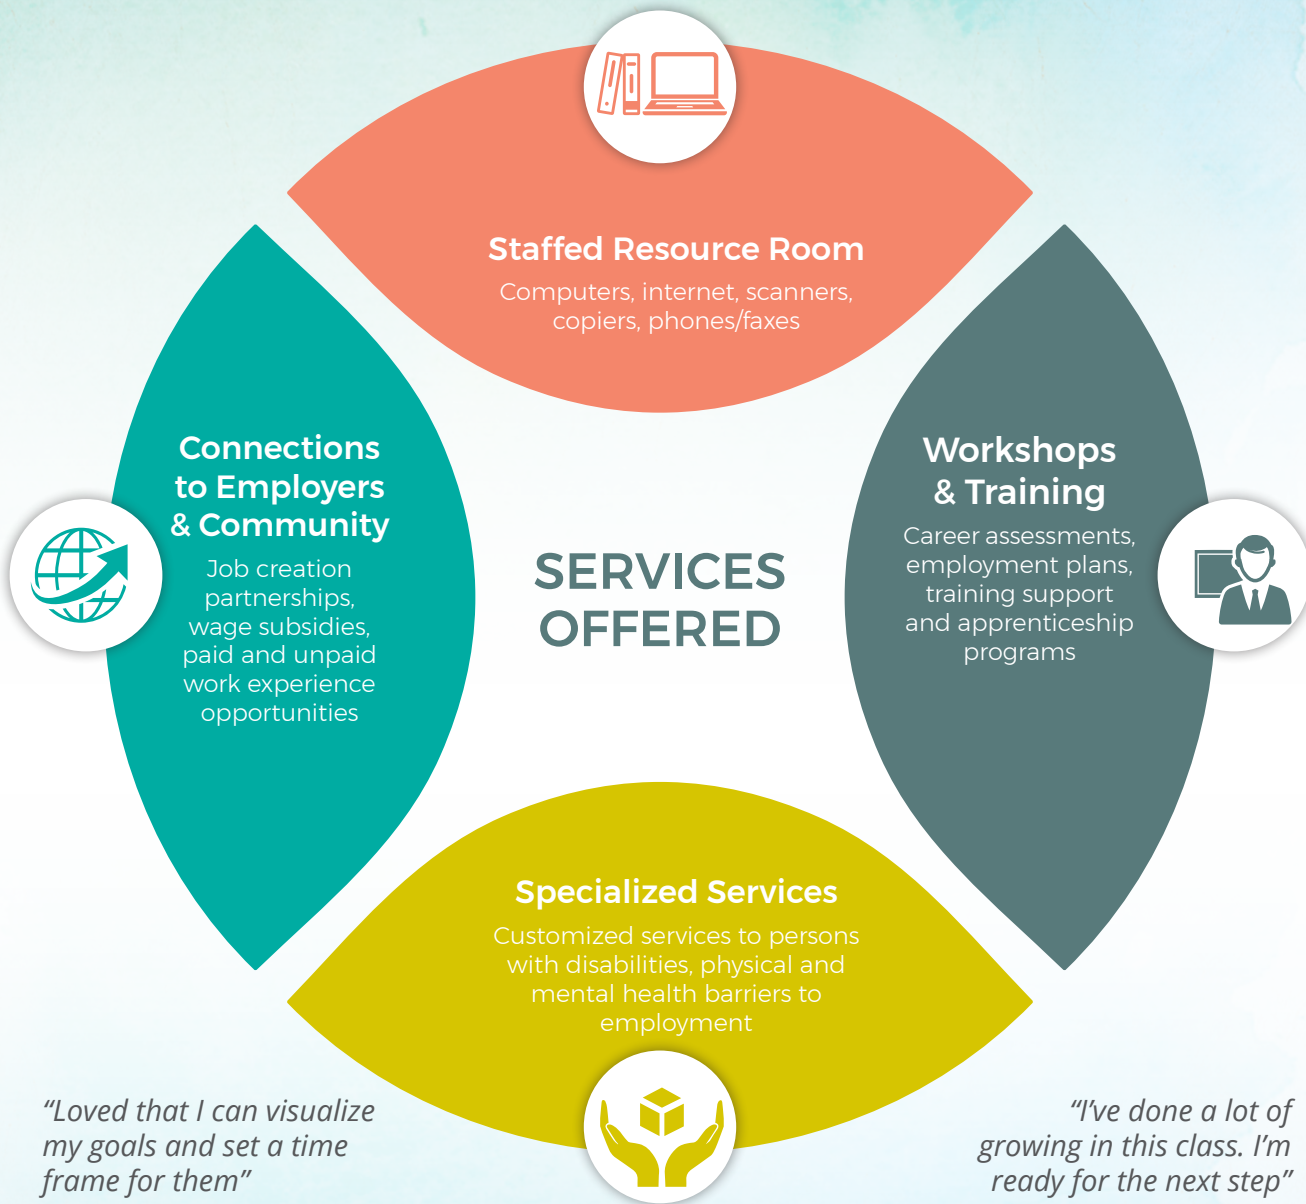 Staffed Resource Room
Computers, internet, scanners,
copiers, phones/faxes
Connections
to Employers
& Community
Job creation
partnerships,
wage subsidies,
paid and unpaid
work experience
opportunities
SERVICES
OFFERED
Workshops
& Training
Career assessments,
employment plans,
training support
and apprenticeship
programs
Specialized Services
Customized services to persons
with disabilities, physical and
mental health barriers to
employment
“Loved that I can visualize
my goals and set a time
frame for them”
“I’ve done a lot of
growing in this class. I’m
ready for the next step”